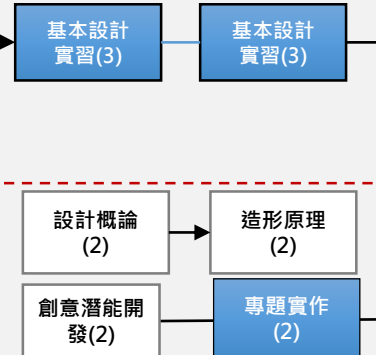 基本設計
實習(3)
基本設計
實習(3)
設計概論
(2)
造形原理
(2)
創意潛能開
發(2)
專題實作
(2)